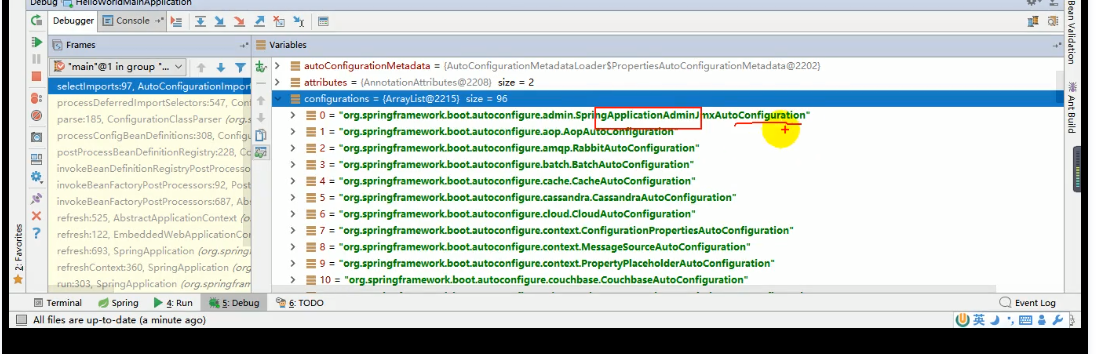 Debug HelloWorldMainApplication
Debugger Console
Frames
Variables
"main"@1 in group "...
selectImports:97, AutoConfigurationImport
processDeferredImportSelectors:547, Conf
parse:185, ConfigurationClassParser (org.s
processConfigBeanDefinitions:308, Configu
postProcessBeanDefinitionRegistry:228, Co
invokeBeanDefinitionRegistryPostProcessor
invokeBeanFactoryPostProcessors:92, Post
invokeBeanFactoryPostProcessors:687, Abs
refresh:525, AbstractApplicationContext (o
refresh:122, EmbeddedWebApplicationCon
refresh:693, SpringApplication (org.spring
refreshContext:360, SpringApplication (org
run:303, SpringApplication (org.springfram
autoConfigurationMetadata = {AutoConfigurationMetadataLoader$PropertiesAutoConfigurationMetadata@2202}
attributes = {AnnotationAttributes@2208} size = 2
configurations = {ArrayList@2215} size = 96
0 = "org.springframework.boot.autoconfigure.admin.SpringApplicationAdminJmxAutoConfiguration"
1 = "org.springframework.boot.autoconfigure.aop.AopAutoConfiguration"
2 = "org.springframework.boot.autoconfigure.amqp.RabbitAutoConfiguration"
3 = "org.springframework.boot.autoconfigure.batch.BatchAutoConfiguration"
4 = "org.springframework.boot.autoconfigure.cache.CacheAutoConfiguration"
5 = "org.springframework.boot.autoconfigure.cassandra.CassandraAutoConfiguration"
6 = "org.springframework.boot.autoconfigure.cloud.CloudAutoConfiguration"
7 = "org.springframework.boot.autoconfigure.context.ConfigurationPropertiesAutoConfiguration"
8 = "org.springframework.boot.autoconfigure.context.MessageSourceAutoConfiguration"
9 = "org.springframework.boot.autoconfigure.context.PropertyPlaceholderAutoConfiguration"
10 = "org.springframework.boot.autoconfigure.couchbase.CouchbaseAutoConfiguration"
Bean Validation
Ant Build
2: Favorites
Terminal Spring 4: Run 5: Debug 6: TODO Event Log
All files are up-to-date (a minute ago)
英